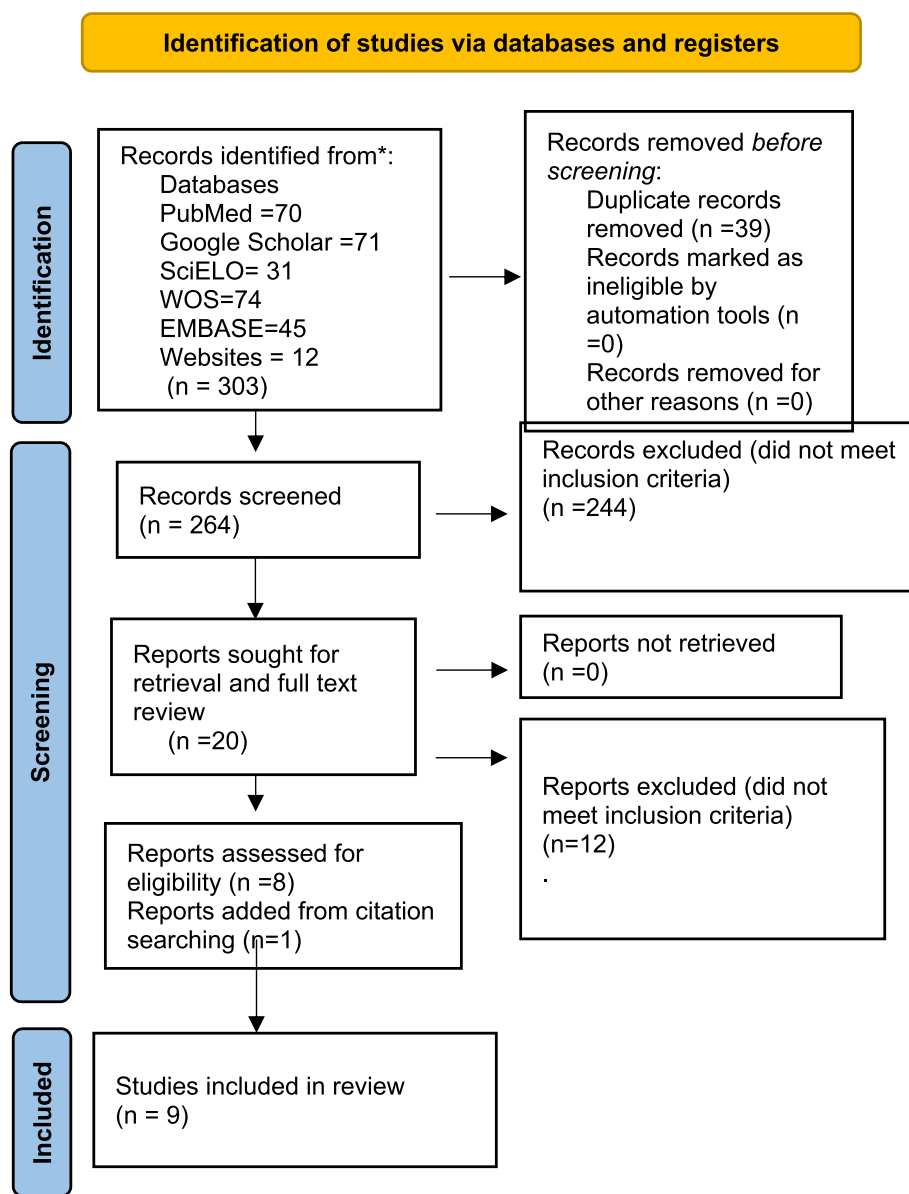 Identification of studies via databases and registers
Identification
Records identified from*:
Databases
PubMed =70
Google Scholar =71
SciELO= 31
WOS=74
EMBASE=45
Websites = 12
(n = 303)
Records removed before
screening:
Duplicate records
removed (n =39)
Records marked as
ineligible by
automation tools (n
=0)
Records removed for
other reasons (n =0)
Screening
Records screened
(n = 264)
Records excluded (did not meet
inclusion criteria)
(n =244)
Reports sought for
retrieval and full text
review
(n =20)
Reports not retrieved
(n =0)
Reports excluded (did not
meet inclusion criteria)
(n=12)
.
Reports assessed for
eligibility (n =8)
Reports added from citation
searching (n=1)
Included
Studies included in review
(n = 9)